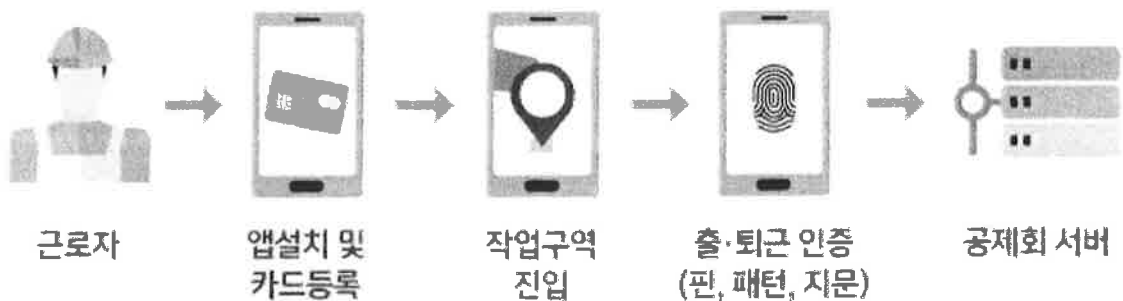 근로자
앱설치 및
카드등록
작업구역
진입
출·퇴근 인증
(핀, 패턴, 지문)
공제회 서버